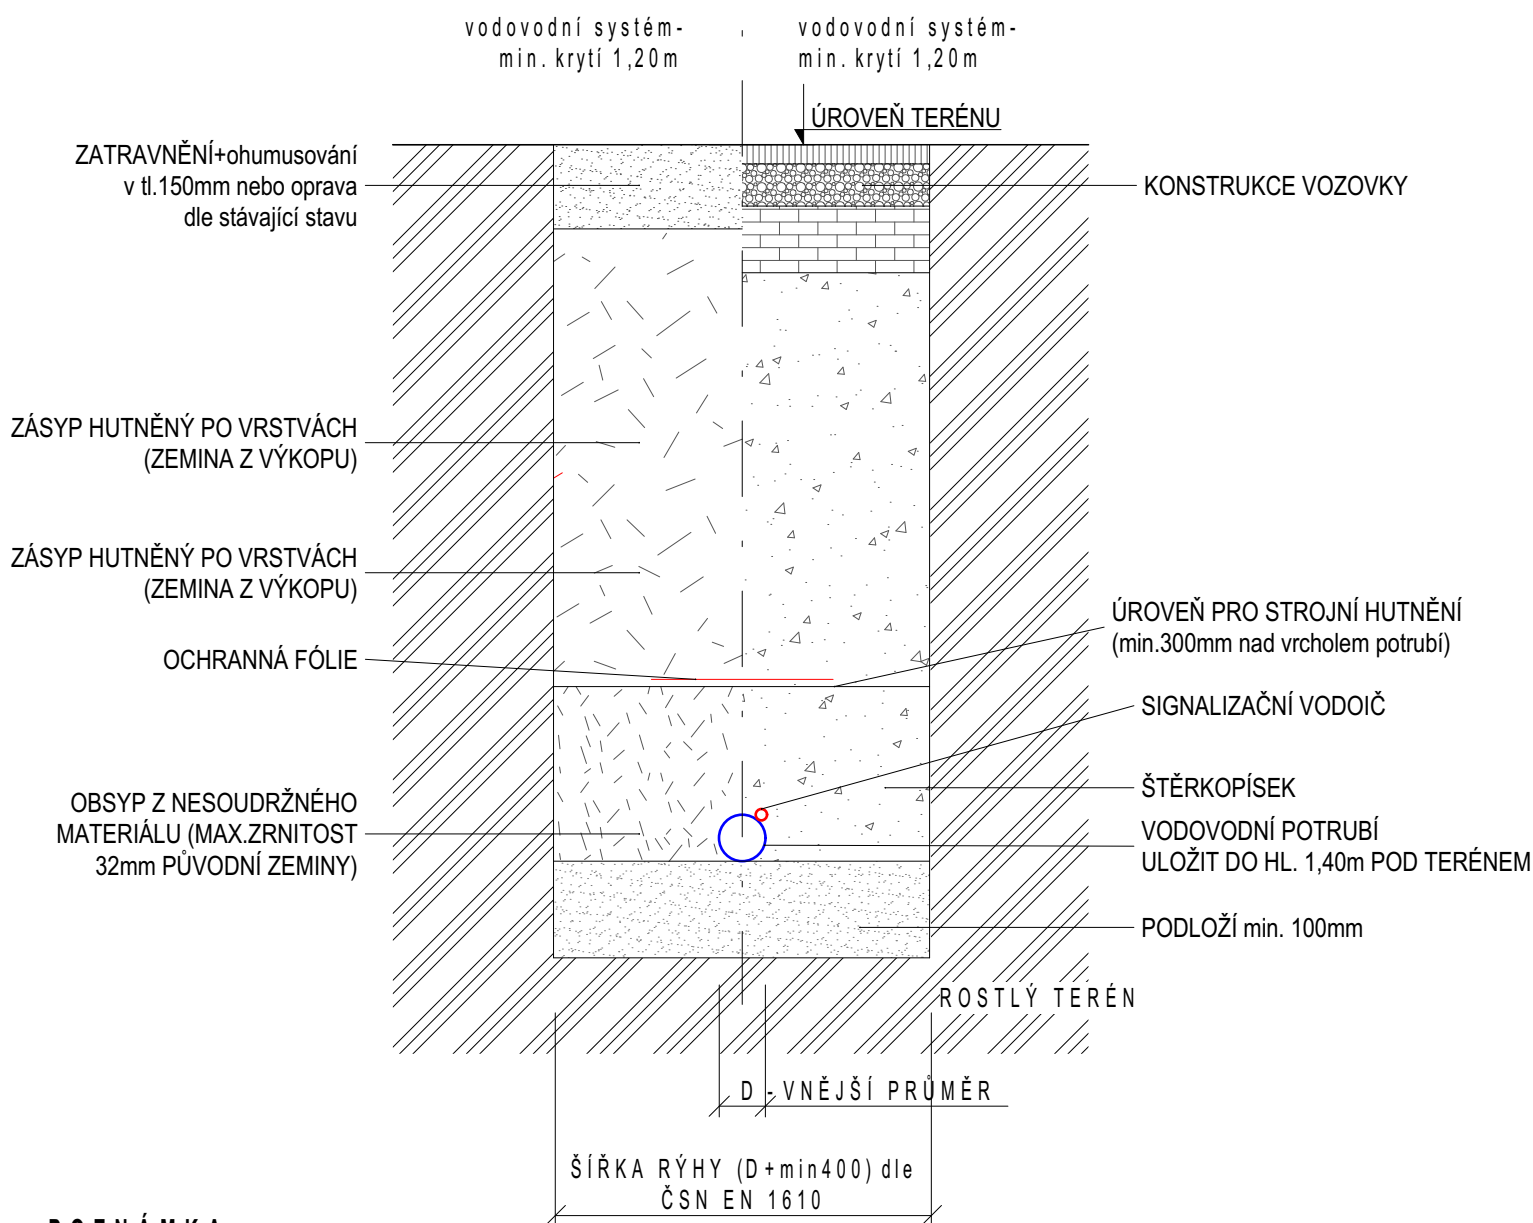 vodovodní systém-
min. krytí 1,20m
vodovodní systém-
min. krytí 1,20m
ÚROVEŇ TERÉNU
ZATRAVNĚNÍ+ohumusování
v tl.150mm nebo oprava
dle stávající stavu
KONSTRUKCE VOZOVKY
ZÁSYP HUTNĚNÝ PO VRSTVÁCH
(ZEMINA Z VÝKOPU)
ZÁSYP HUTNĚNÝ PO VRSTVÁCH
(ZEMINA Z VÝKOPU)
OCHRANNÁ FÓLIE
ÚROVEŇ PRO STROJNÍ HUTNĚNÍ
(min.300mm nad vrcholem potrubí)
SIGNALIZAČNÍ VODOIČ
ŠTĚRKOPÍSEK
OBSYP Z NESOUDRŽNÉHO
MATERIÁLU (MAX.ZRNITOST
32mm PŮVODNÍ ZEMINY)
VODOVODNÍ POTRUBÍ
ULOŽIT DO HL. 1,40m POD TERÉNEM
PODLOŽÍ min. 100mm
ROSTLÝ TERÉN
D - VNĚJŠÍ PRŮMĚR
ŠÍŘKA RÝHY (D+min400) dle
ČSN EN 1610
POZNÁMKA